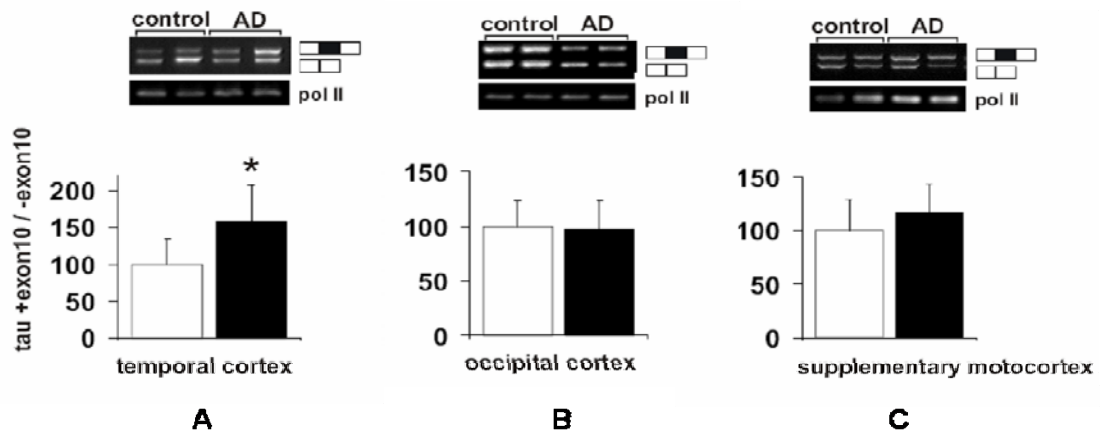 control AD
pol II
control AD
pol II
control AD
pol II
tau +exon10 / -exon10
*
200
150
100
50
0
temporal cortex
150
100
50
0
occipital cortex
150
100
50
0
supplementary motocortex
A B C